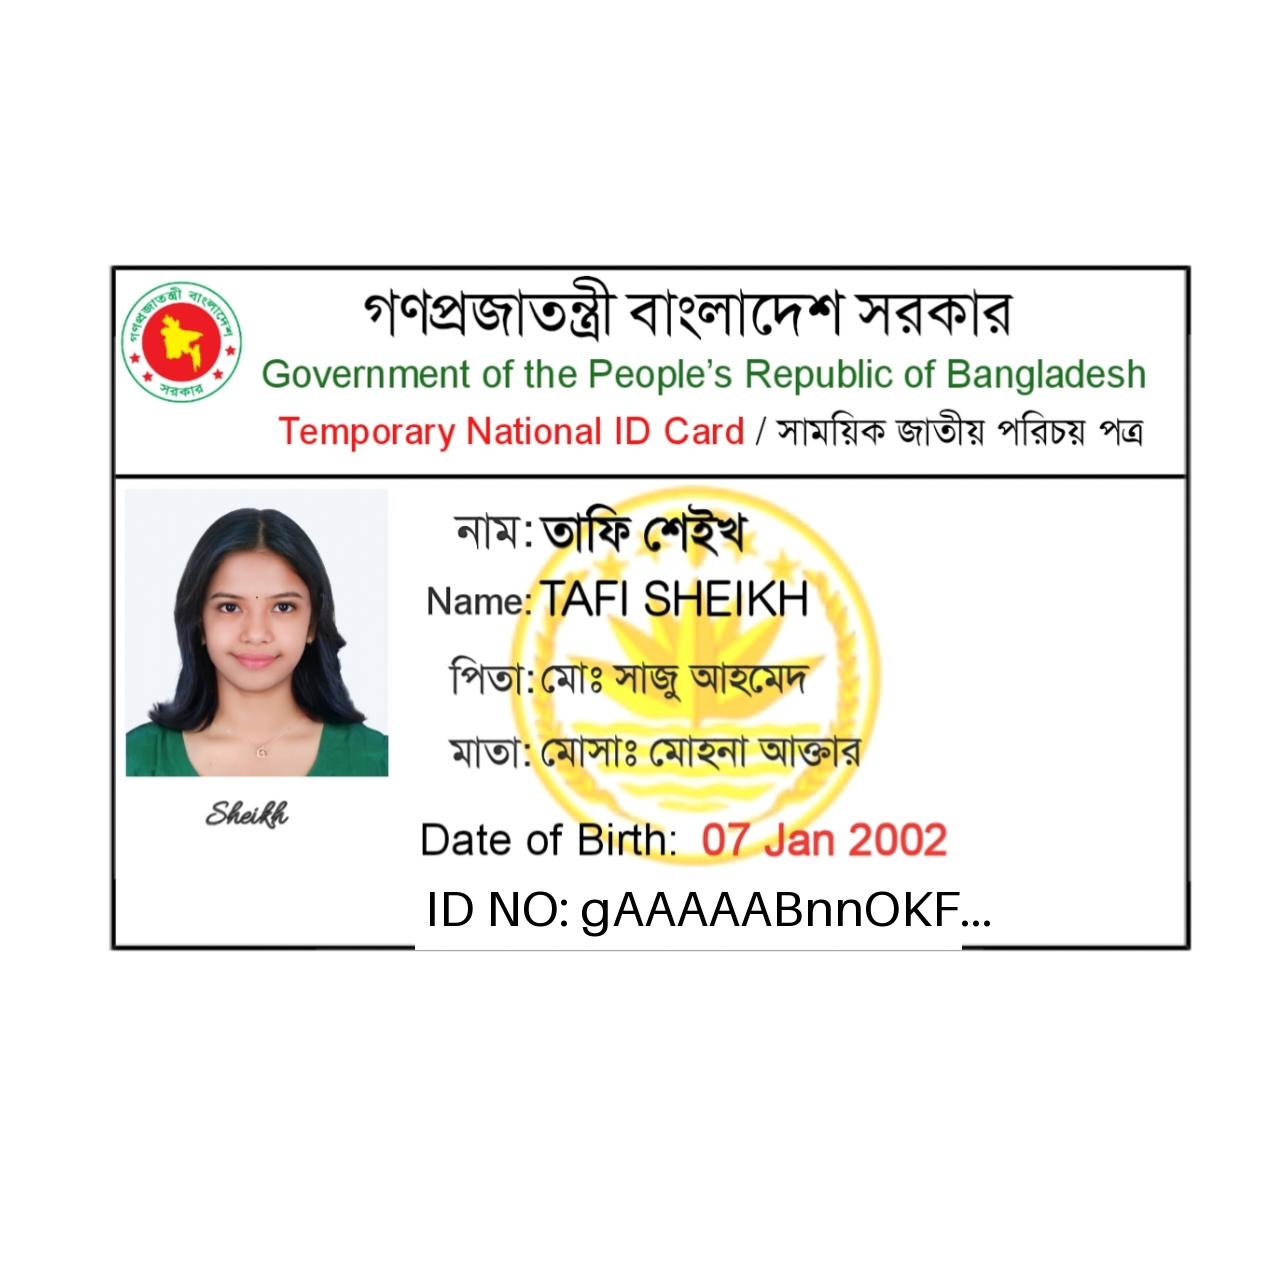 গণপ্রজাতন্ত্রী বাংলাদেশ সরকার
গণপ্রজাতন্ত্রী বাংলাদেশ
সরকার
Government of the People's Republic of Bangladesh
Temporary National ID Card / সাময়িক জাতীয় পরিচয় পত্র
নাম: তাফি শেইখ
Name: TAFI SHEIKH
পিতা: মোঃ সাজু আহমেদ
মাতা: মোসাঃ মোহনা আক্তার
Sheikh
Date of Birth: 07 Jan 2002
ID NO: gAAAAABnnOKF...